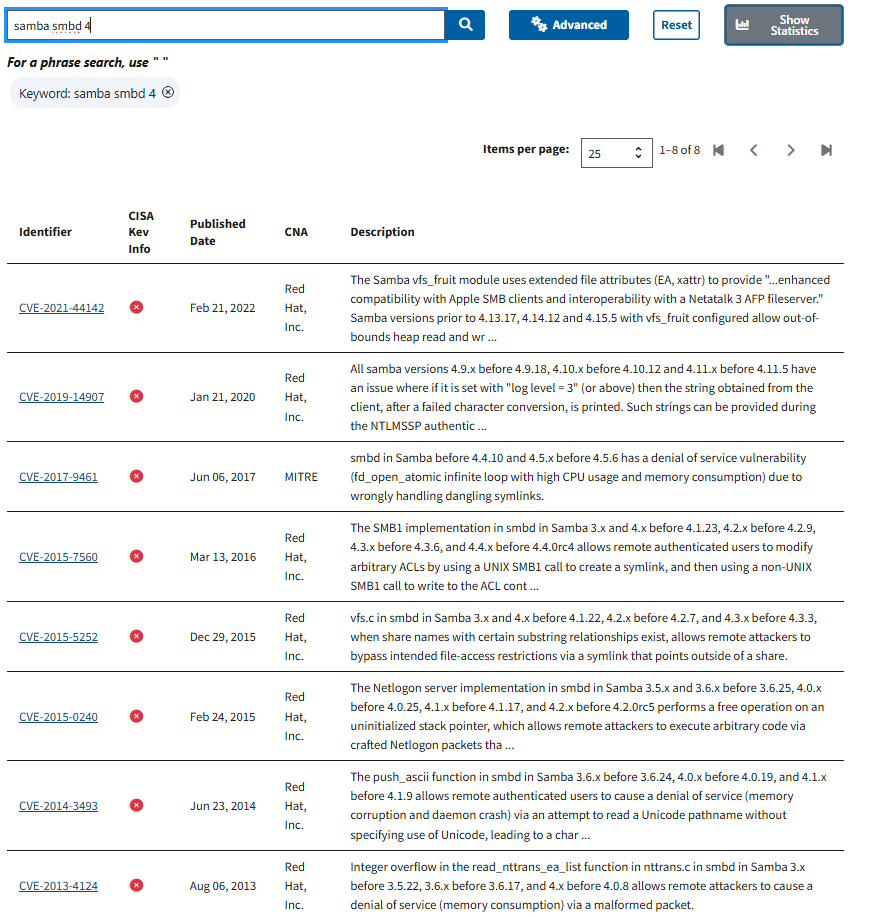 samba smbd 4
Advanced
Reset
Show
Statistics
For a phrase search, use " "
Keyword: samba smbd 4
Items per page:
25
1–8 of 8
Identifier
CISA
Kev
Info
Published
Date
CNA
Description
CVE-2021-44142
Feb 21, 2022
Red
Hat,
Inc.
The Samba vfs_fruit module uses extended file attributes (EA, xattr) to provide "...enhanced
compatibility with Apple SMB clients and interoperability with a Netatalk 3 AFP fileserver."
Samba versions prior to 4.13.17, 4.14.12 and 4.15.5 with vfs_fruit configured allow out-of-
bounds heap read and wr ...
CVE-2019-14907
Jan 21, 2020
Red
Hat,
Inc.
All samba versions 4.9.x before 4.9.18, 4.10.x before 4.10.12 and 4.11.x before 4.11.5 have
an issue where if it is set with "log level = 3" (or above) then the string obtained from the
client, after a failed character conversion, is printed. Such strings can be provided during
the NTLMSSP authentic ...
CVE-2017-9461
Jun 06, 2017
MITRE
smbd in Samba before 4.4.10 and 4.5.x before 4.5.6 has a denial of service vulnerability
(fd_open_atomic infinite loop with high CPU usage and memory consumption) due to
wrongly handling dangling symlinks.
CVE-2015-7560
Mar 13, 2016
Red
Hat,
Inc.
The SMB1 implementation in smbd in Samba 3.x and 4.x before 4.1.23, 4.2.x before 4.2.9,
4.3.x before 4.3.6, and 4.4.x before 4.4.0rc4 allows remote authenticated users to modify
arbitrary ACLs by using a UNIX SMB1 call to create a symlink, and then using a non-UNIX
SMB1 call to write to the ACL cont ...
CVE-2015-5252
Dec 29, 2015
Red
Hat,
Inc.
vfs.c in smbd in Samba 3.x and 4.x before 4.1.22, 4.2.x before 4.2.7, and 4.3.x before 4.3.3,
when share names with certain substring relationships exist, allows remote attackers to
bypass intended file-access restrictions via a symlink that points outside of a share.
CVE-2015-0240
Feb 24, 2015
Red
Hat,
Inc.
The Netlogon server implementation in smbd in Samba 3.5.x and 3.6.x before 3.6.25, 4.0.x
before 4.0.25, 4.1.x before 4.1.17, and 4.2.x before 4.2.0rc5 performs a free operation on an
uninitialized stack pointer, which allows remote attackers to execute arbitrary code via
crafted Netlogon packets tha ...
CVE-2014-3493
Jun 23, 2014
Red
Hat,
Inc.
The push_ascii function in smbd in Samba 3.6.x before 3.6.24, 4.0.x before 4.0.19, and 4.1.x
before 4.1.9 allows remote authenticated users to cause a denial of service (memory
corruption and daemon crash) via an attempt to read a Unicode pathname without
specifying use of Unicode, leading to a char ...
CVE-2013-4124
Aug 06, 2013
Red
Hat,
Inc.
Integer overflow in the read_nttrans_ea_list function in nttrans.c in smbd in Samba 3.x
before 3.5.22, 3.6.x before 3.6.17, and 4.x before 4.0.8 allows remote attackers to cause a
denial of service (memory consumption) via a malformed packet.